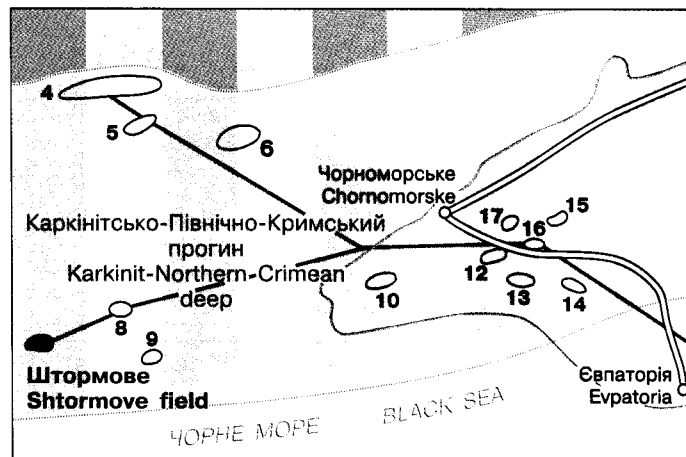 4
5
6
Чорноморське
Chornomorske
17
15
16
Каркінітсько-Північно-Кримський
прогин
Karkinit-Northern-Crimean
deep
12
10
13
14
8
9
Штормове
Shtormove field
Євпаторія
Evpatoria
ЧОРНЕ МОРЕ
BLACK SEA